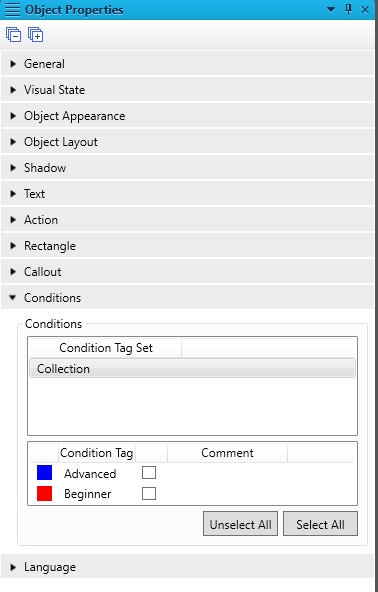 Object Properties
General
Visual State
Object Appearance
Object Layout
Shadow
Text
Action
Rectangle
Callout
Conditions
Conditions
Condition Tag Set
Collection
Condition Tag Comment
Advanced
Beginner
Unselect All Select All
Language